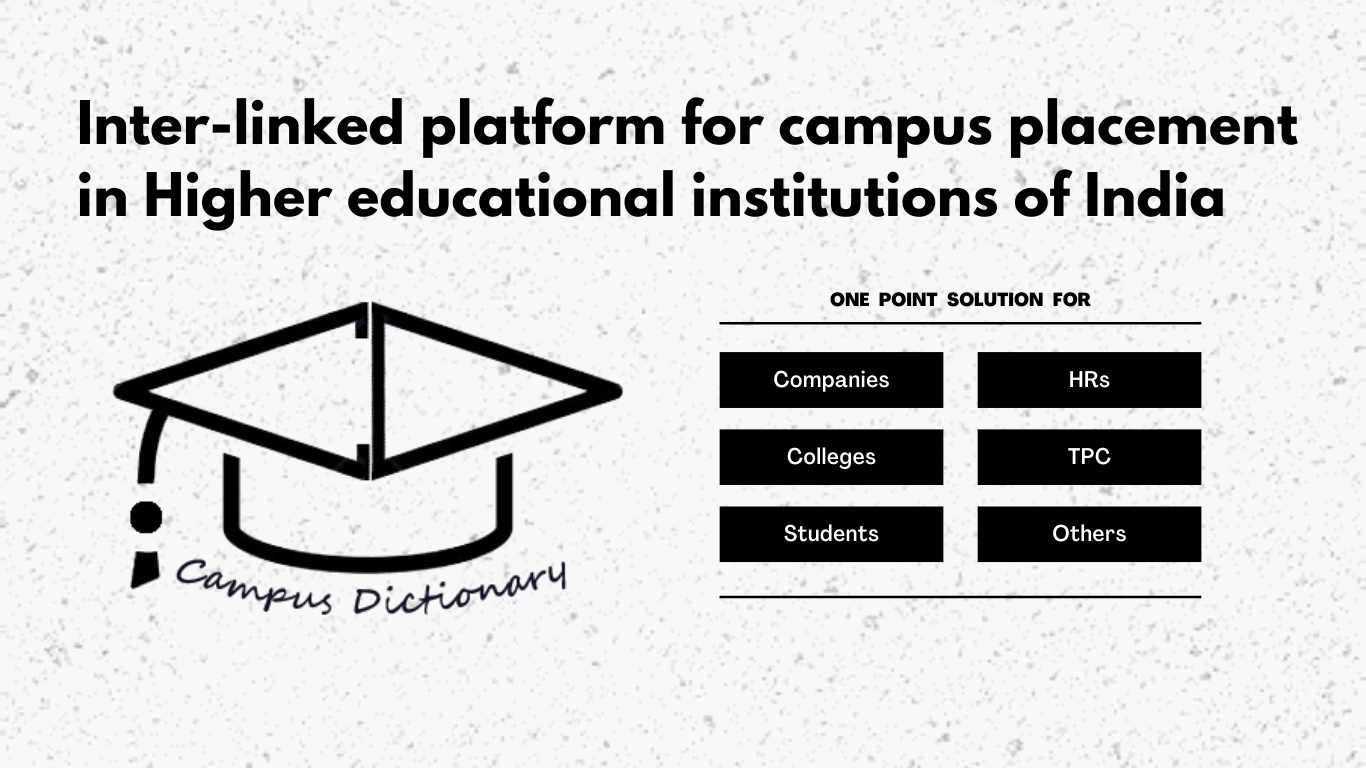 Inter-linked platform for campus placement
in Higher educational institutions of India
ONE POINT SOLUTION FOR
Companies
HRs
Colleges
TPC
Students
Others
Campus Dictionary